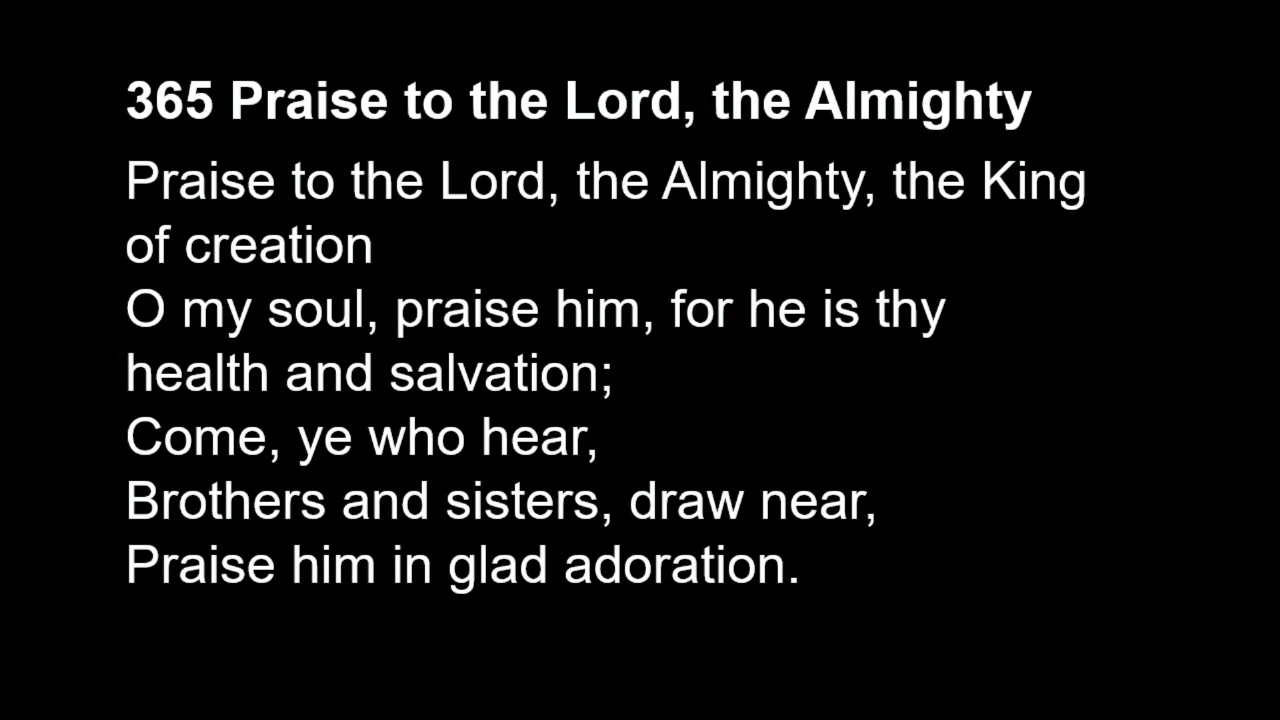 365 Praise to the Lord, the Almighty
Praise to the Lord, the Almighty, the King
of creation
O my soul, praise him, for he is thy
health and salvation;
Come, ye who hear,
Brothers and sisters, draw near,
Praise him in glad adoration.